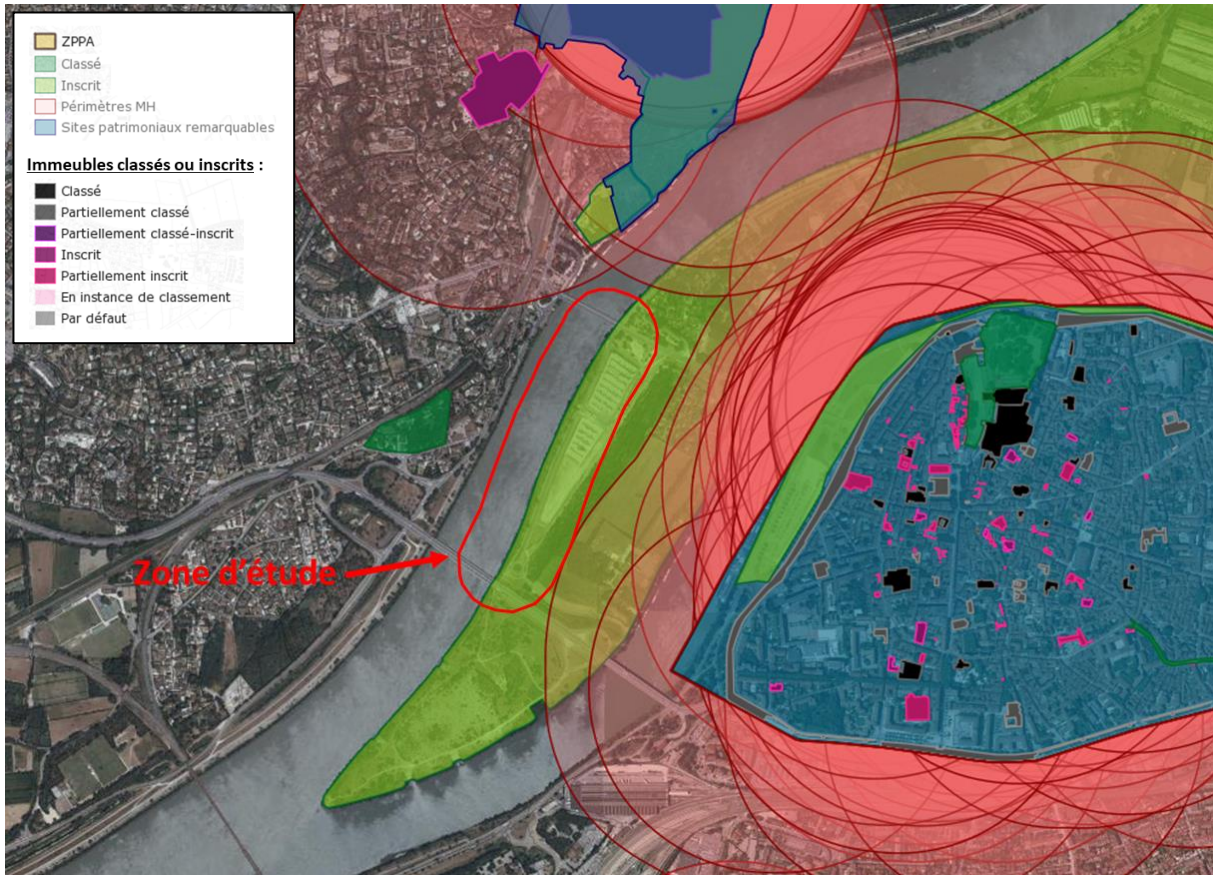 ZPPA
Classé
Inscrit
Périmètres MH
Sites patrimoniaux remarquables
Immeubles classés ou inscrits :
Classé
Partiellement classé
Partiellement classé-inscrit
Inscrit
Partiellement inscrit
En instance de classement
Par défaut
Zone d'étude